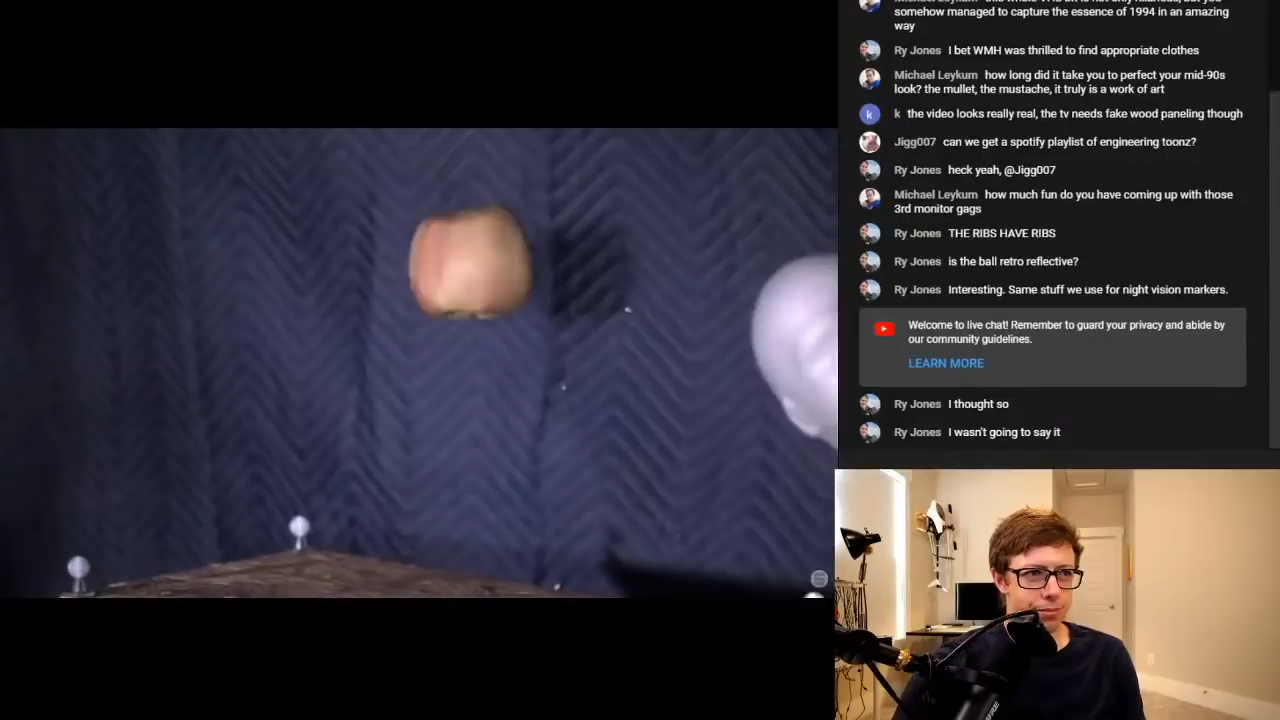 somehow managed to capture the essence of 1994 in an amazing
way
Ry Jones I bet WMH was thrilled to find appropriate clothes
Michael Leykum how long did it take you to perfect your mid-90s
look? the mullet, the mustache, it truly is a work of art
k the video looks really real, the tv needs fake wood paneling though
Jigg007 can we get a spotify playlist of engineering toonz?
Ry Jones heck yeah, @Jigg007
Michael Leykum how much fun do you have coming up with those
3rd monitor gags
Ry Jones THE RIBS HAVE RIBS
Ry Jones is the ball retro reflective?
Ry Jones Interesting. Same stuff we use for night vision markers.
Welcome to live chat! Remember to guard your privacy and abide by
our community guidelines.
LEARN MORE
Ry Jones I thought so
Ry Jones I wasn't going to say it